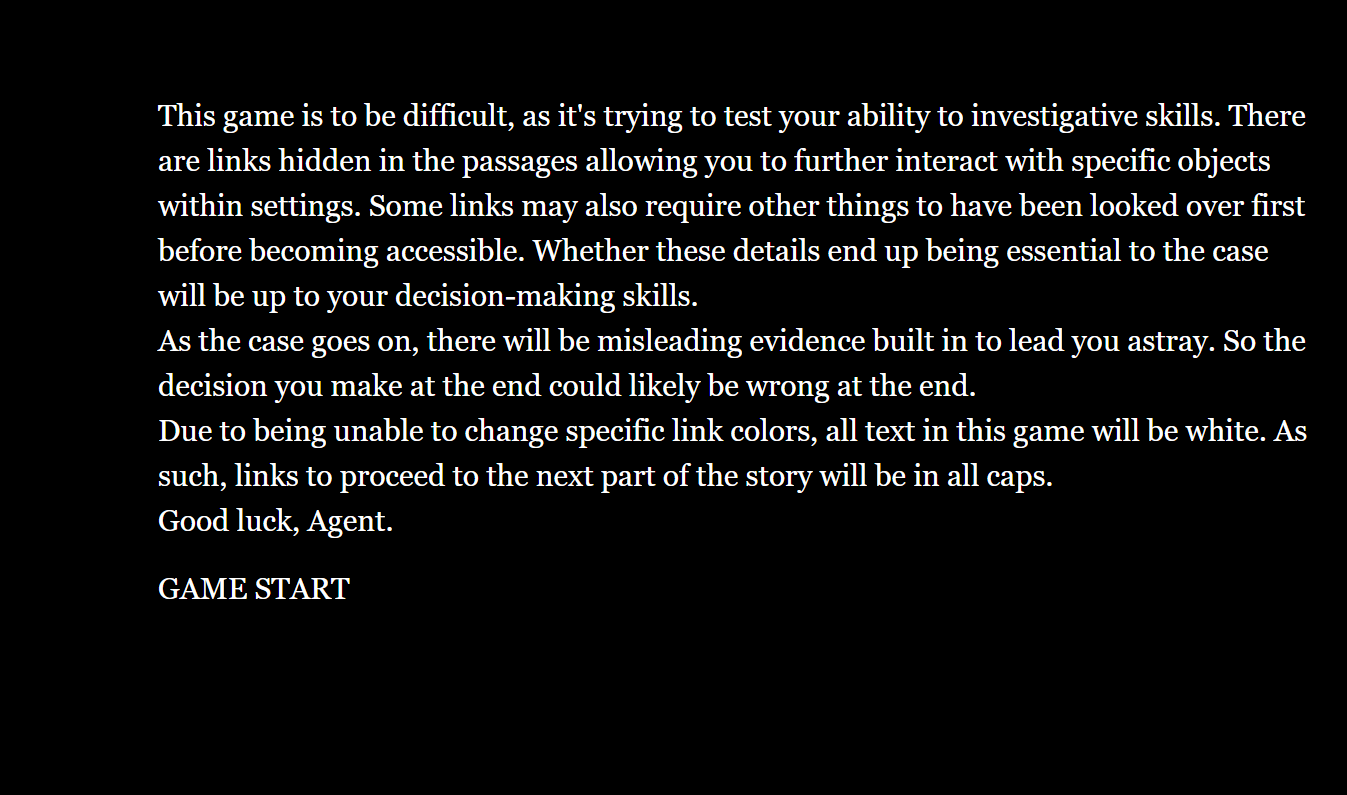 This game is to be difficult, as it's trying to test your ability to investigative skills. There
are links hidden in the passages allowing you to further interact with specific objects
within settings. Some links may also require other things to have been looked over first
before becoming accessible. Whether these details end up being essential to the case
will be up to your decision-making skills.
As the case goes on, there will be misleading evidence built in to lead you astray. So the
decision you make at the end could likely be wrong at the end.
Due to being unable to change specific link colors, all text in this game will be white. As
such, links to proceed to the next part of the story will be in all caps.
Good luck, Agent.
GAME START